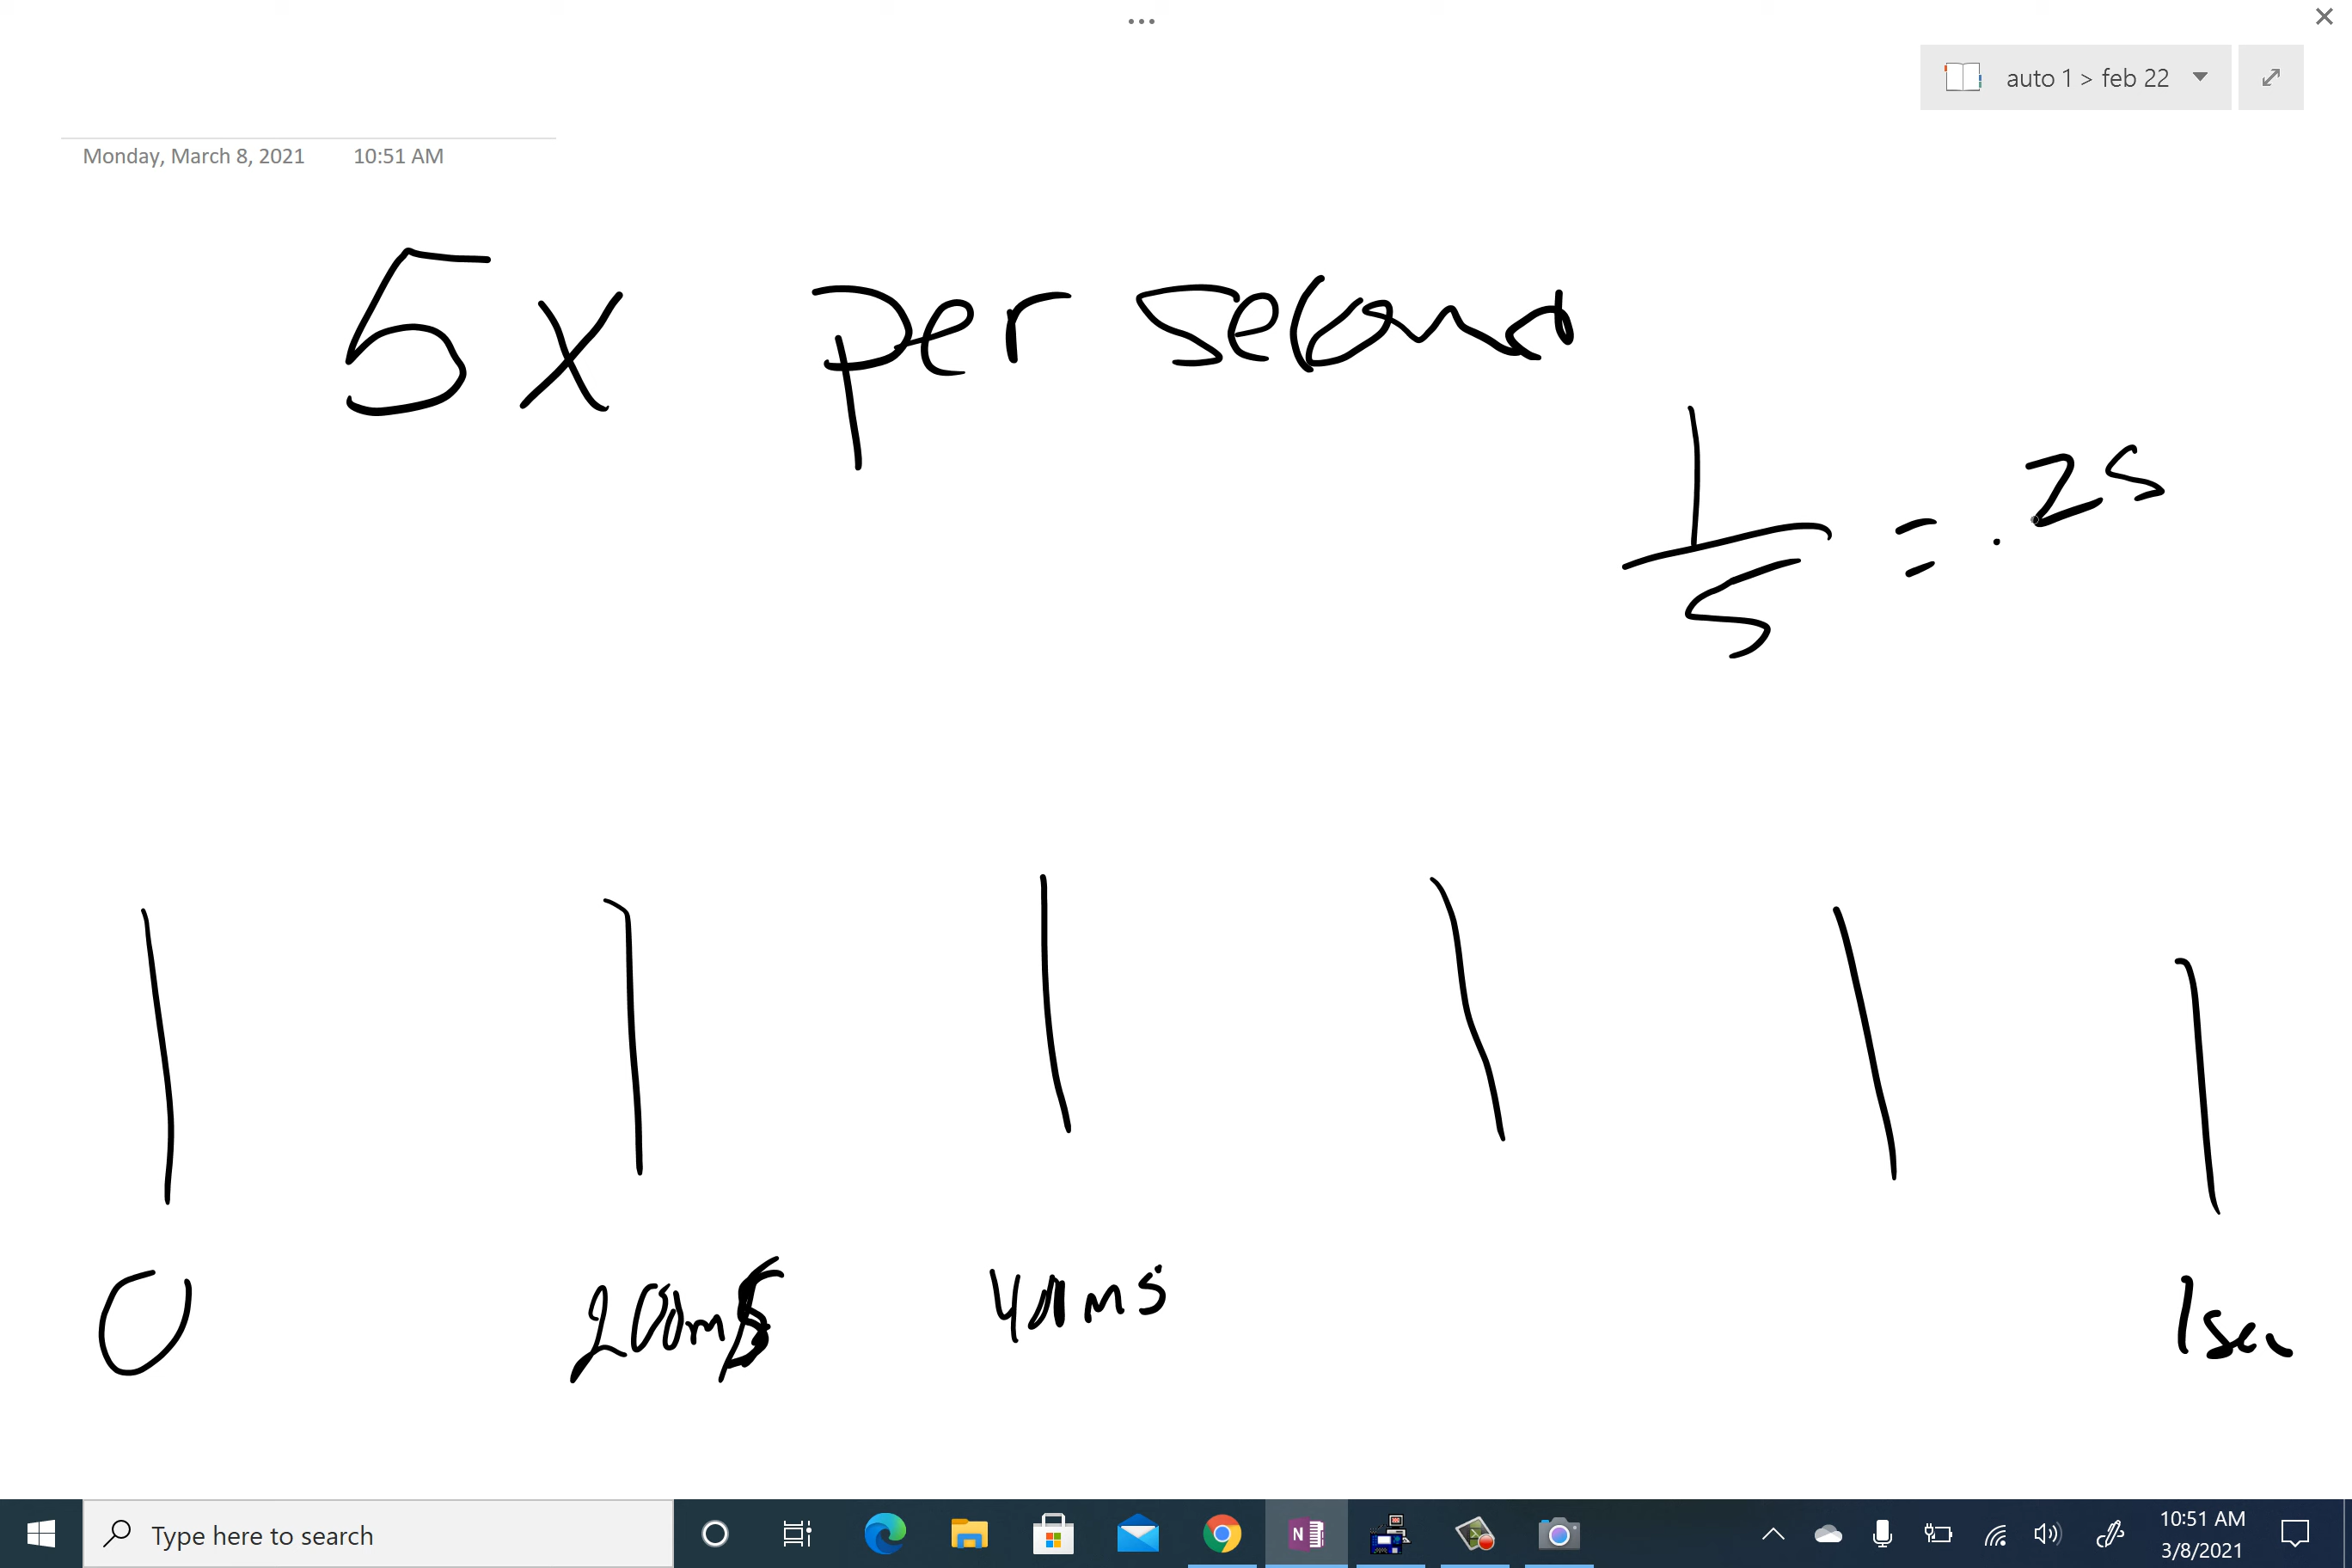 auto 1 > feb 22
Monday, March 8, 2021 10:51 AM
5x per second
1/5 = .2s
0 200ms 400ms 1sec
Type here to search
N
10:51 AM
3/8/2021